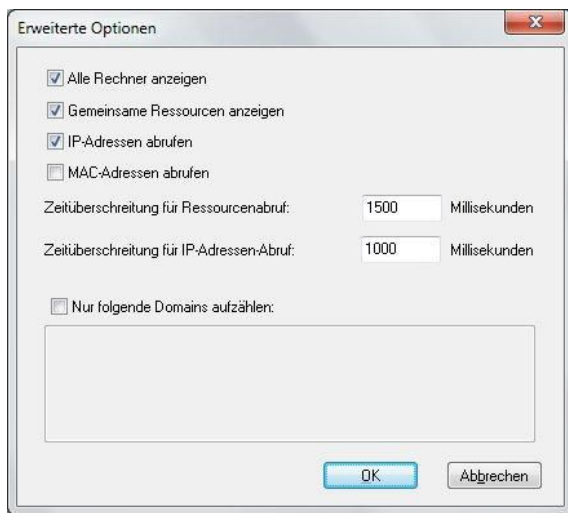 Erweiterte Optionen
Alle Rechner anzeigen
Gemeinsame Ressourcen anzeigen
IP-Adressen abrufen
MAC-Adressen abrufen
Zeitüberschreitung für Ressourcenabruf: 1500 Millisekunden
Zeitüberschreitung für IP-Adressen-Abruf: 1000 Millisekunden
Nur folgende Domains aufzählen:
OK Abbrechen